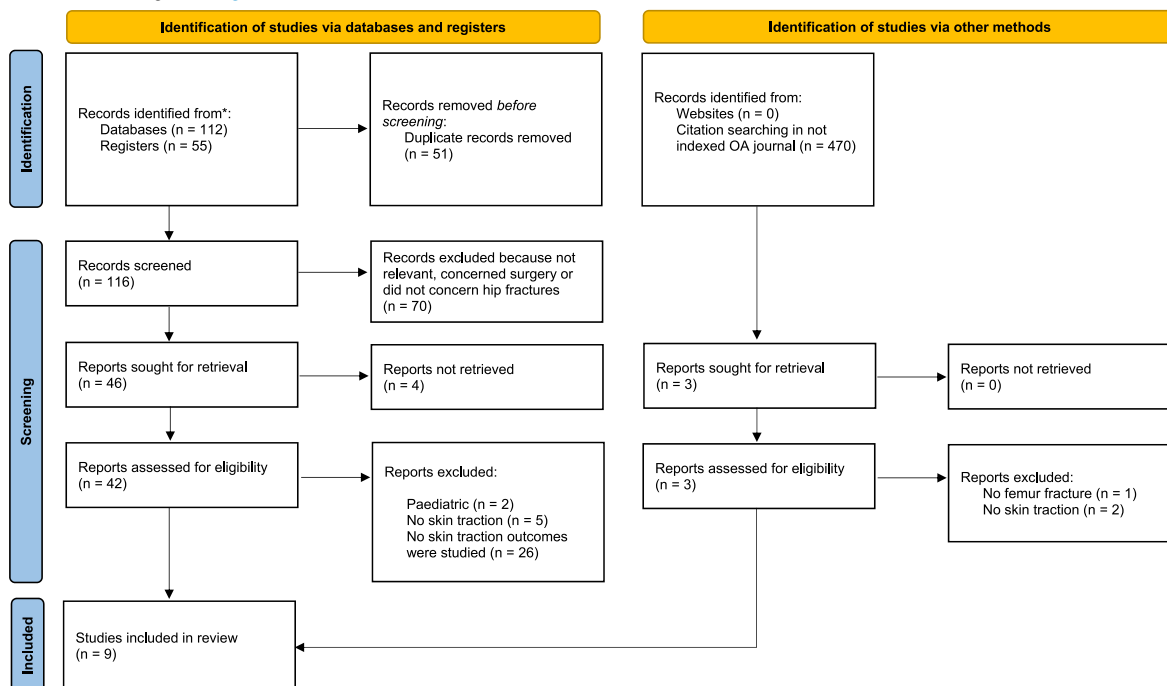 Identification of studies via databases and registers
Identification of studies via other methods
Identification
Records identified from*:
Databases (n = 112)
Registers (n = 55)
Records removed before
screening:
Duplicate records removed
(n = 51)
Records identified from:
Websites (n = 0)
Citation searching in not
indexed OA journal (n = 470)
Screening
Records screened
(n = 116)
Records excluded because not
relevant, concerned surgery or
did not concern hip fractures
(n = 70)
Reports sought for retrieval
(n = 46)
Reports not retrieved
(n = 4)
Reports sought for retrieval
(n = 3)
Reports not retrieved
(n = 0)
Reports assessed for eligibility
(n = 42)
Reports excluded:
Paediatric (n = 2)
No skin traction (n = 5)
No skin traction outcomes
were studied (n = 26)
Reports assessed for eligibility
(n = 3)
Reports excluded:
No femur fracture (n = 1)
No skin traction (n = 2)
Included
Studies included in review
(n = 9)